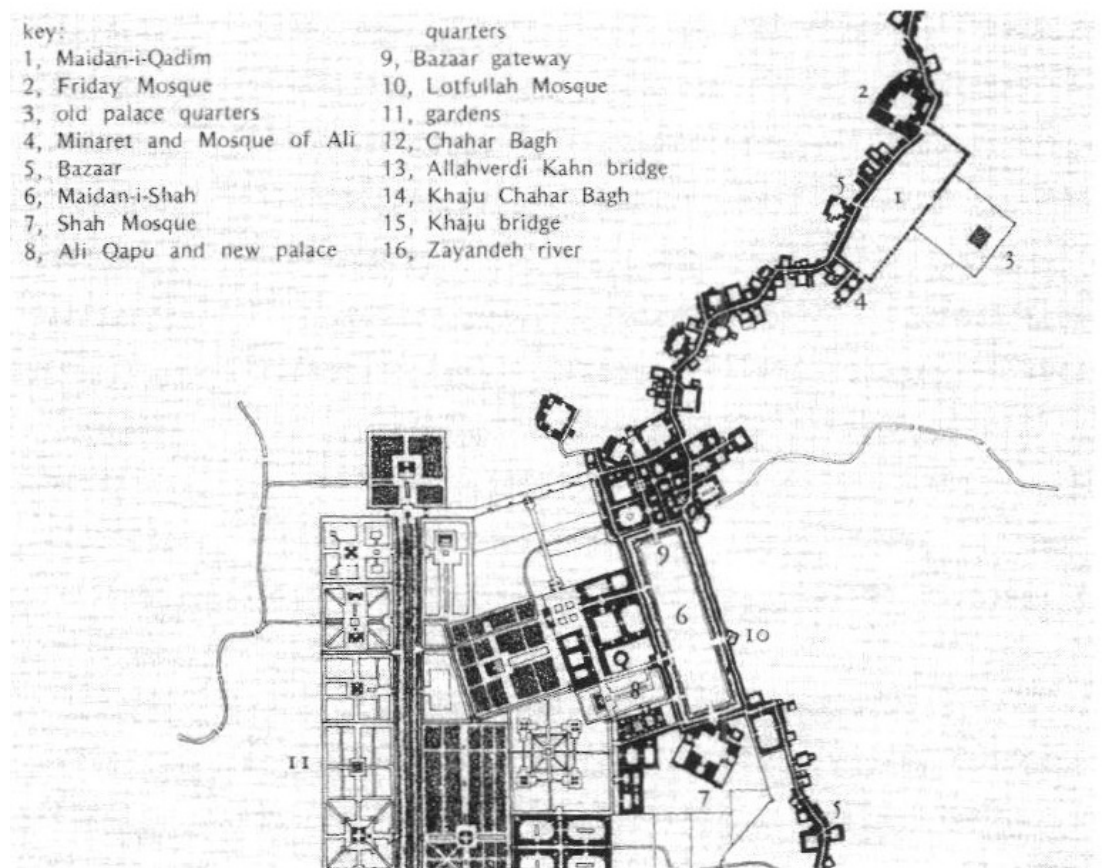 key:
1, Maidan-i-Qadim
2, Friday Mosque
3, old palace quarters
4, Minaret and Mosque of Ali
5, Bazaar
6, Maidan-i-Shah
7, Shah Mosque
8, Ali Qapu and new palace
quarters
9, Bazaar gateway
10, Lotfullah Mosque
11, gardens
12, Chahar Bagh
13, Allahverdi Kahn bridge
14, Khaju Chahar Bagh
15, Khaju bridge
16, Zayandeh river
2
5
1
3
4
9
6
10
8
11
7
5